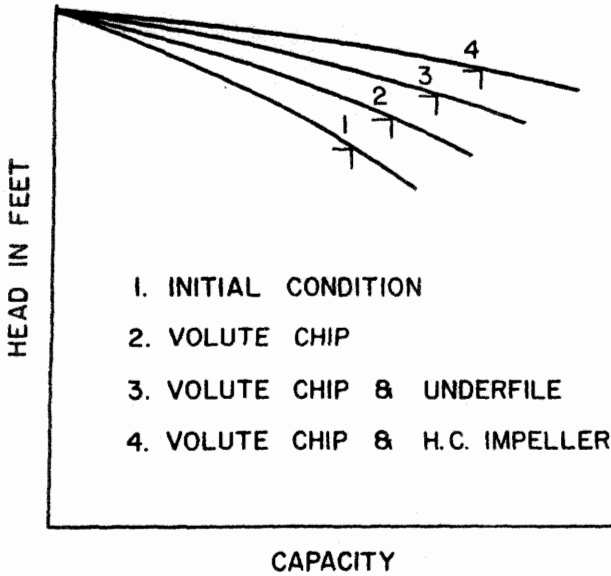 4
3
2
1
HEAD IN FEET
1. INITIAL CONDITION
2. VOLUTE CHIP
3. VOLUTE CHIP & UNDERFILE
4. VOLUTE CHIP & H.C. IMPELLER
CAPACITY